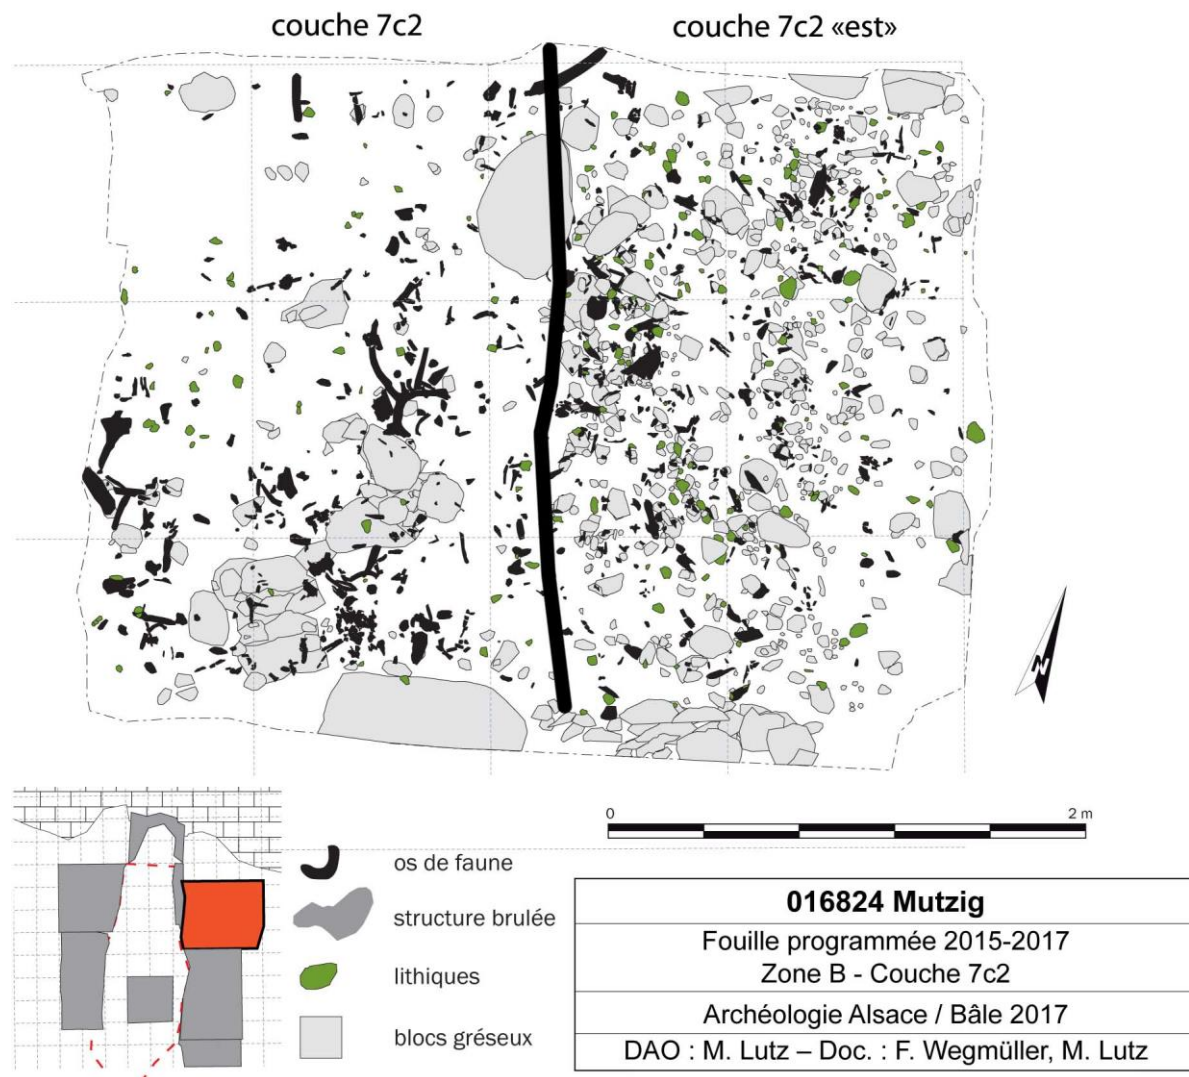 couche 7c2
couche 7c2 «est»
N
0
2 m
os de faune
structure brulée
lithiques
blocs gréseux
016824 Mutzig
Fouille programmée 2015-2017
Zone B - Couche 7c2
Archéologie Alsace / Bâle 2017
DAO : M. Lutz – Doc. : F. Wegmüller, M. Lutz